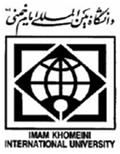 دانشگاه بین المللی امام خمینی
IMAM KHOMEINI
INTERNATIONAL UNIVERSITY